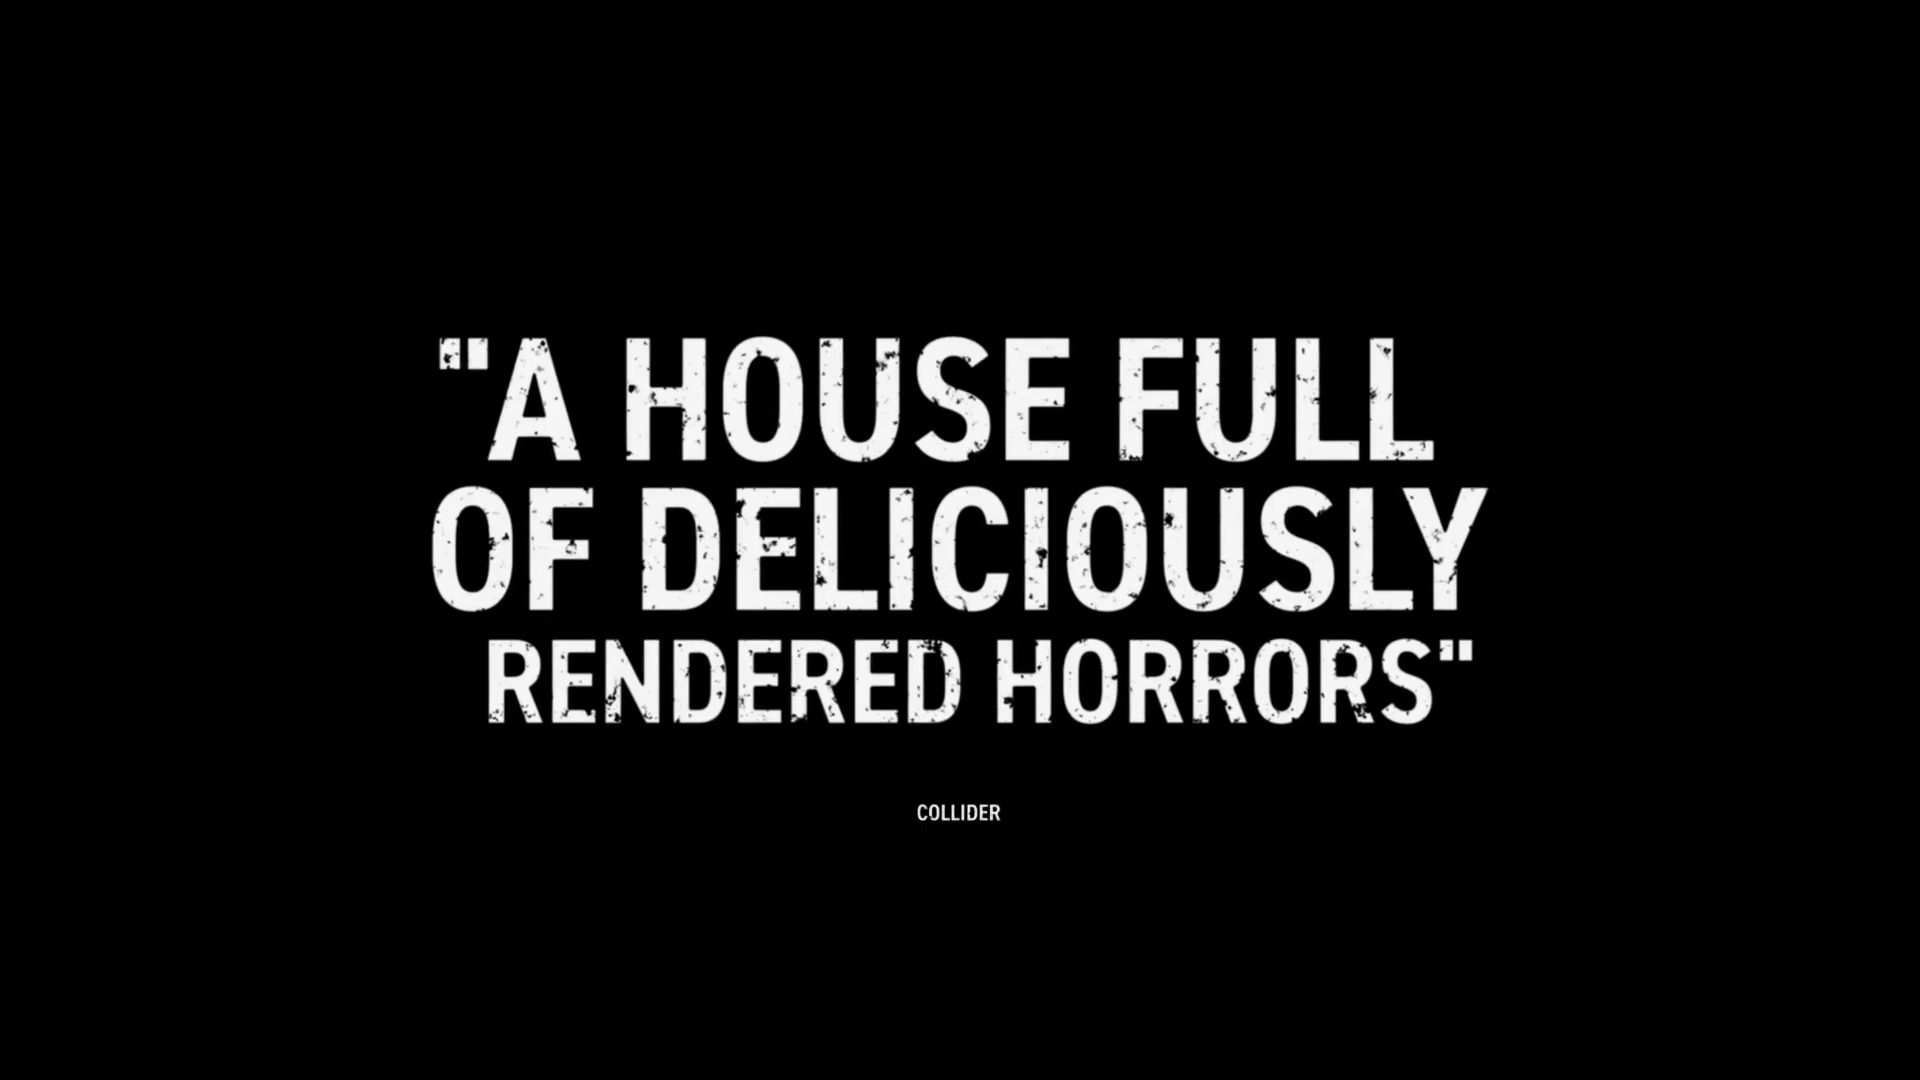 "A HOUSE FULL
OF DELICIOUSLY
RENDERED HORRORS"
COLLIDER